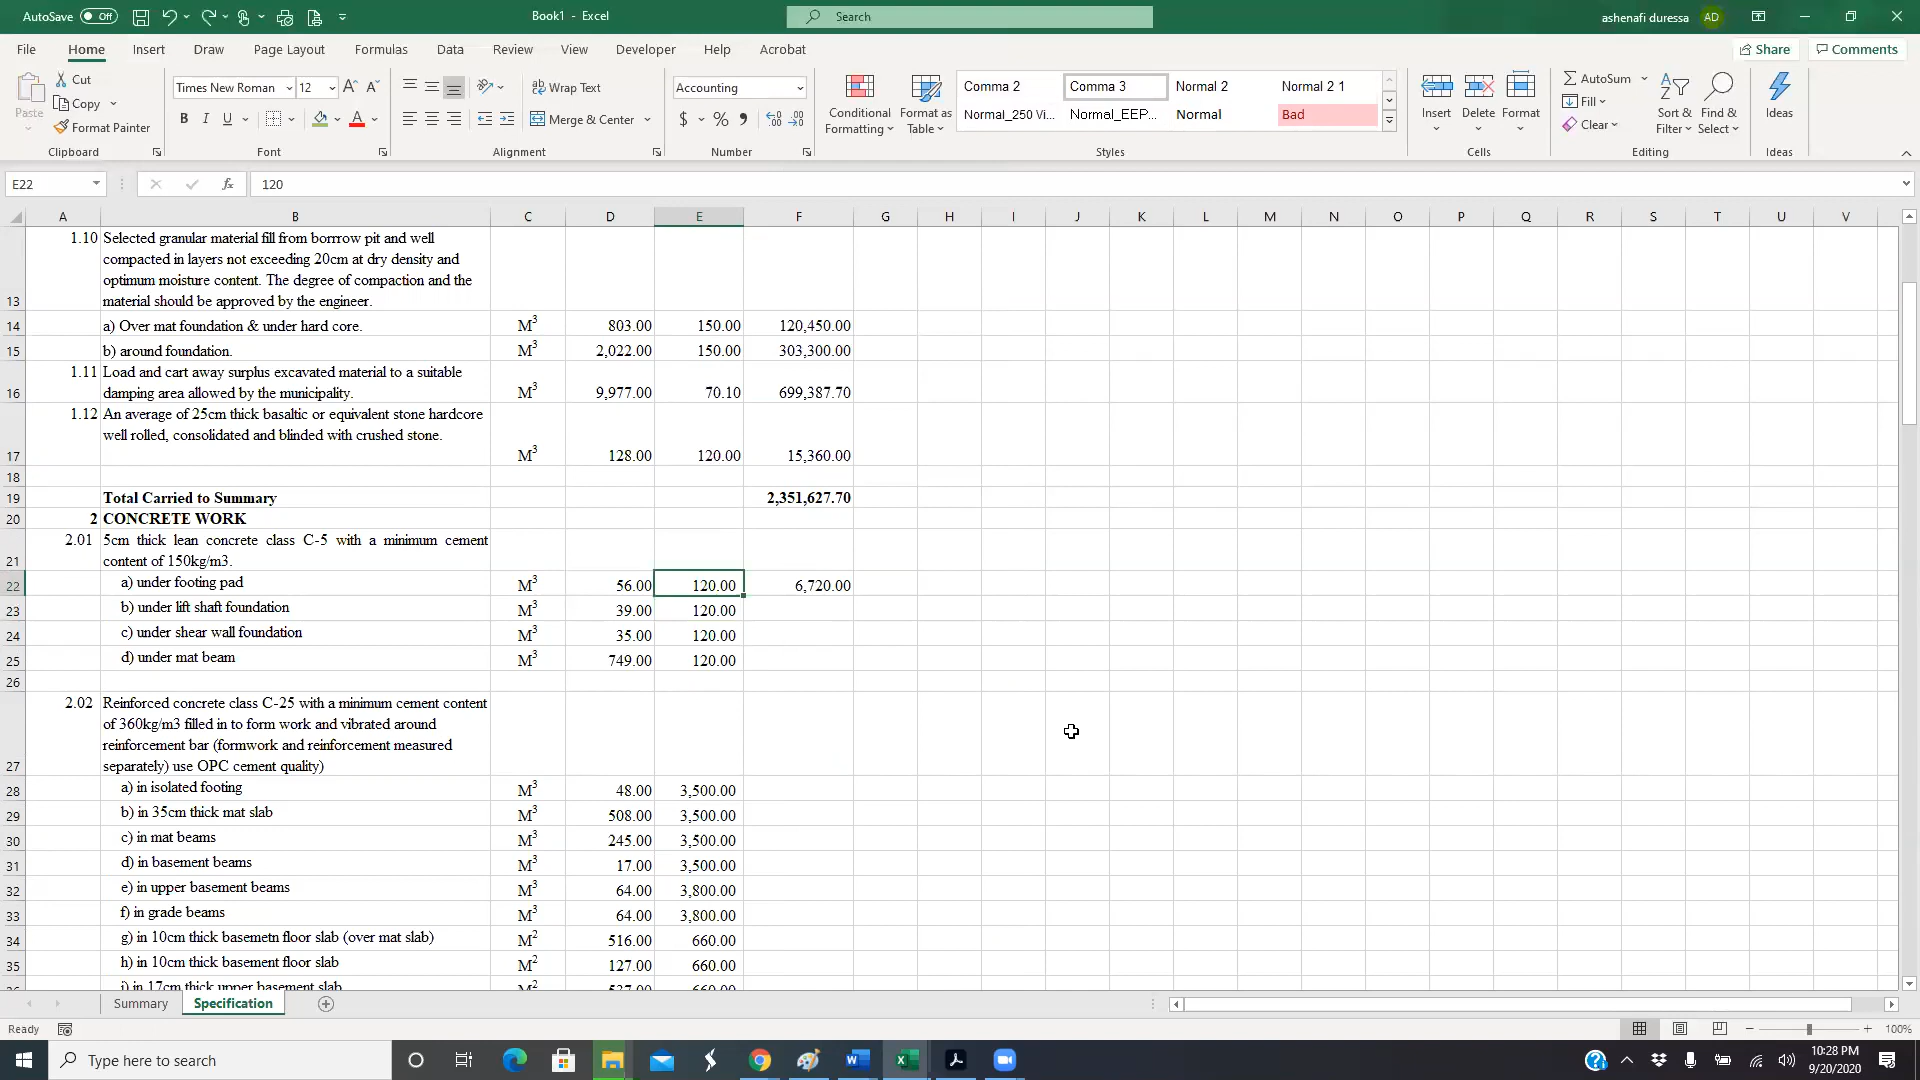 AutoSave Off Book1 - Excel Search ashenafi duressa AD
File Home Insert Draw Page Layout Formulas Data Review View Developer Help Acrobat Share Comments
Paste Cut Copy Format Painter Clipboard
Times New Roman 12 B I U A Font
Wrap Text Merge & Center Alignment
Accounting $ % Number
Conditional Formatting Format as Table
Comma 2 Comma 3 Normal 2 Normal 2 1
Normal_250 Vi... Normal_EEP... Normal Bad
Styles
Insert Delete Format Cells
AutoSum Fill Clear Sort & Filter Find & Select Editing
Ideas Ideas
E22 fx 120
A B C D E F G H I J K L M N O P Q R S T U V
1.10 Selected granular material fill from borrrow pit and well
compacted in layers not exceeding 20cm at dry density and
optimum moisture content. The degree of compaction and the
13 material should be approved by the engineer.
14 a) Over mat foundation & under hard core. M3 803.00 150.00 120,450.00
15 b) around foundation. M3 2,022.00 150.00 303,300.00
1.11 Load and cart away surplus excavated material to a suitable
16 damping area allowed by the municipality. M3 9,977.00 70.10 699,387.70
1.12 An average of 25cm thick basaltic or equivalent stone hardcore
well rolled, consolidated and blinded with crushed stone.
17 M3 128.00 120.00 15,360.00
18
19 Total Carried to Summary 2,351,627.70
20 2 CONCRETE WORK
2.01 5cm thick lean concrete class C-5 with a minimum cement
21 content of 150kg/m3.
22 a) under footing pad M3 56.00 120.00 6,720.00
23 b) under lift shaft foundation M3 39.00 120.00
24 c) under shear wall foundation M3 35.00 120.00
25 d) under mat beam M3 749.00 120.00
26
2.02 Reinforced concrete class C-25 with a minimum cement content
of 360kg/m3 filled in to form work and vibrated around
reinforcement bar (formwork and reinforcement measured
27 separately) use OPC cement quality)
28 a) in isolated footing M3 48.00 3,500.00
29 b) in 35cm thick mat slab M3 508.00 3,500.00
30 c) in mat beams M3 245.00 3,500.00
31 d) in basement beams M3 17.00 3,500.00
32 e) in upper basement beams M3 64.00 3,800.00
33 f) in grade beams M3 64.00 3,800.00
34 g) in 10cm thick basemetn floor slab (over mat slab) M2 516.00 660.00
35 h) in 10cm thick basement floor slab M2 127.00 660.00
i) in 17cm thick upper basement slab M2 537.00 660.00
Summary Specification
Ready 100%
Type here to search
10:28 PM
9/20/2020